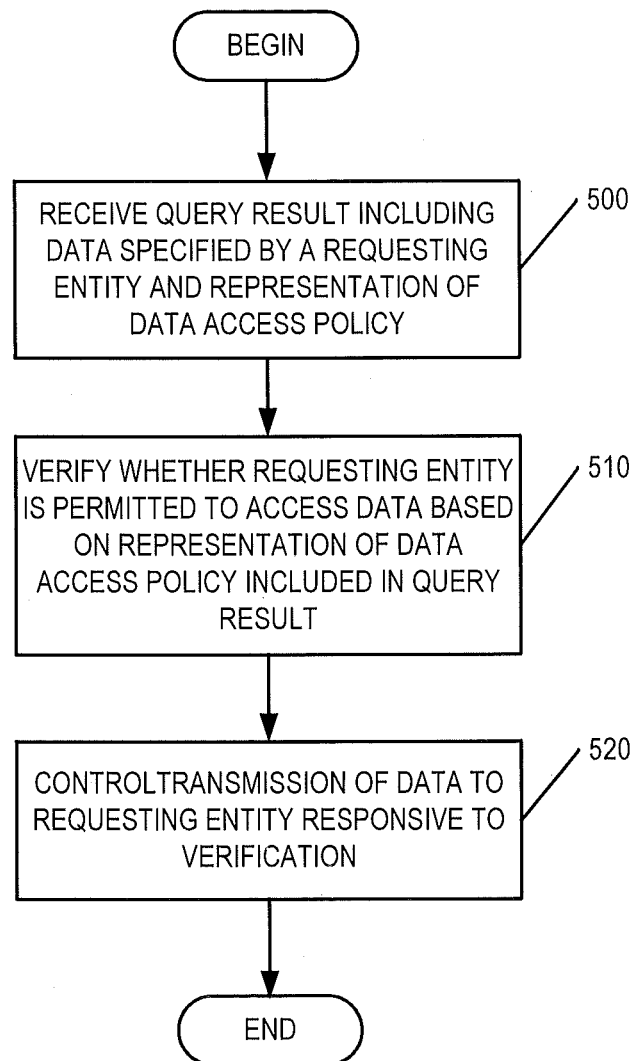 BEGIN
RECEIVE QUERY RESULT INCLUDING
DATA SPECIFIED BY A REQUESTING
ENTITY AND REPRESENTATION OF
DATA ACCESS POLICY
500
VERIFY WHETHER REQUESTING ENTITY
IS PERMITTED TO ACCESS DATA BASED
ON REPRESENTATION OF DATA
ACCESS POLICY INCLUDED IN QUERY
RESULT
510
CONTROLTRANSMISSION OF DATA TO
REQUESTING ENTITY RESPONSIVE TO
VERIFICATION
520
END